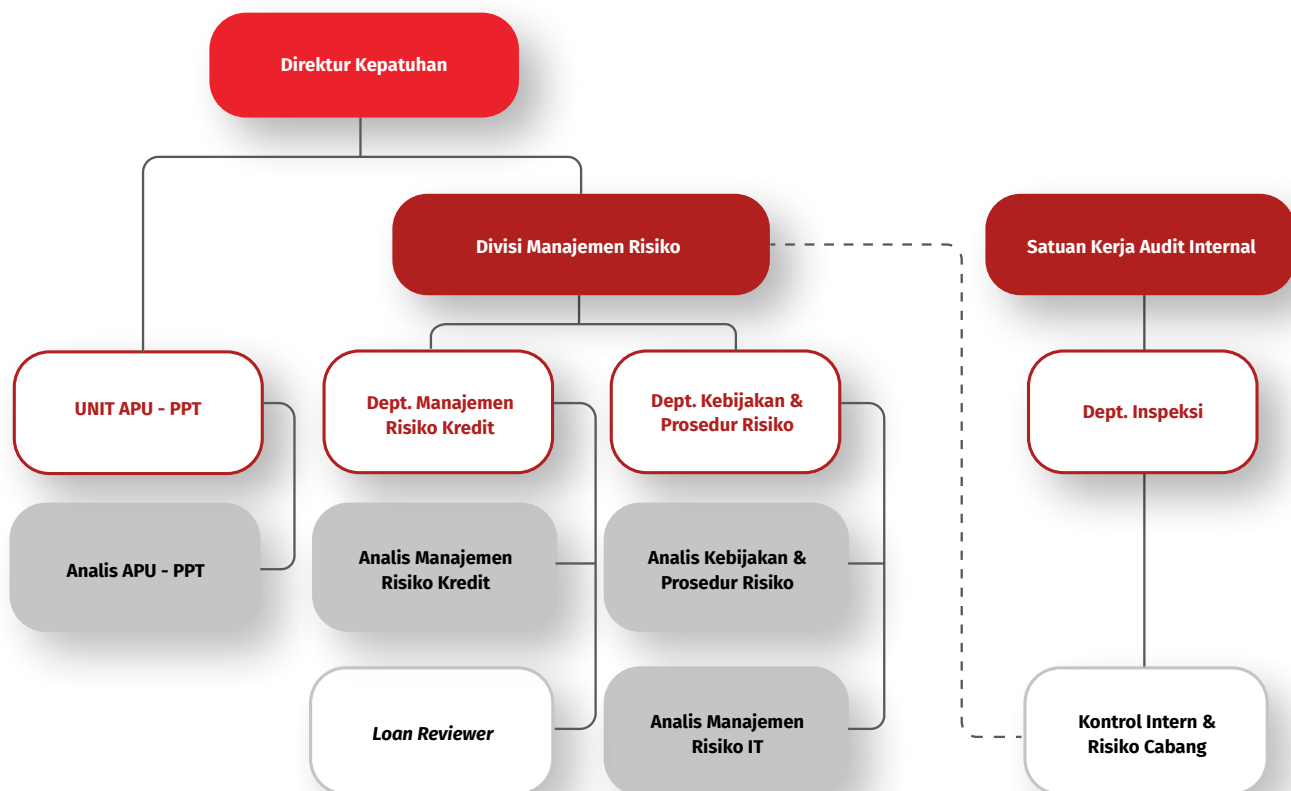 Direktur Kepatuhan
Divisi Manajemen Risiko
Satuan Kerja Audit Internal
UNIT APU - PPT
Dept. Manajemen
Risiko Kredit
Dept. Kebijakan &
Prosedur Risiko
Dept. Inspeksi
Analis APU - PPT
Analis Manajemen
Risiko Kredit
Analis Kebijakan &
Prosedur Risiko
Loan Reviewer
Analis Manajemen
Risiko IT
Kontrol Intern &
Risiko Cabang